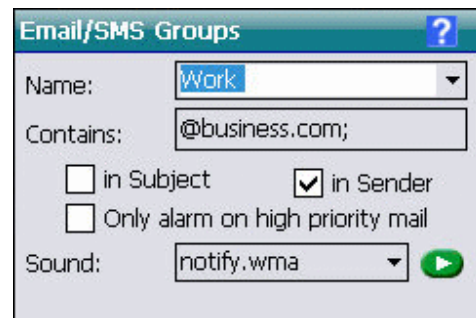 Email/SMS Groups ?
Name: Work
Contains: @business.com;
in Subject in Sender
Only alarm on high priority mail
Sound: notify.wma